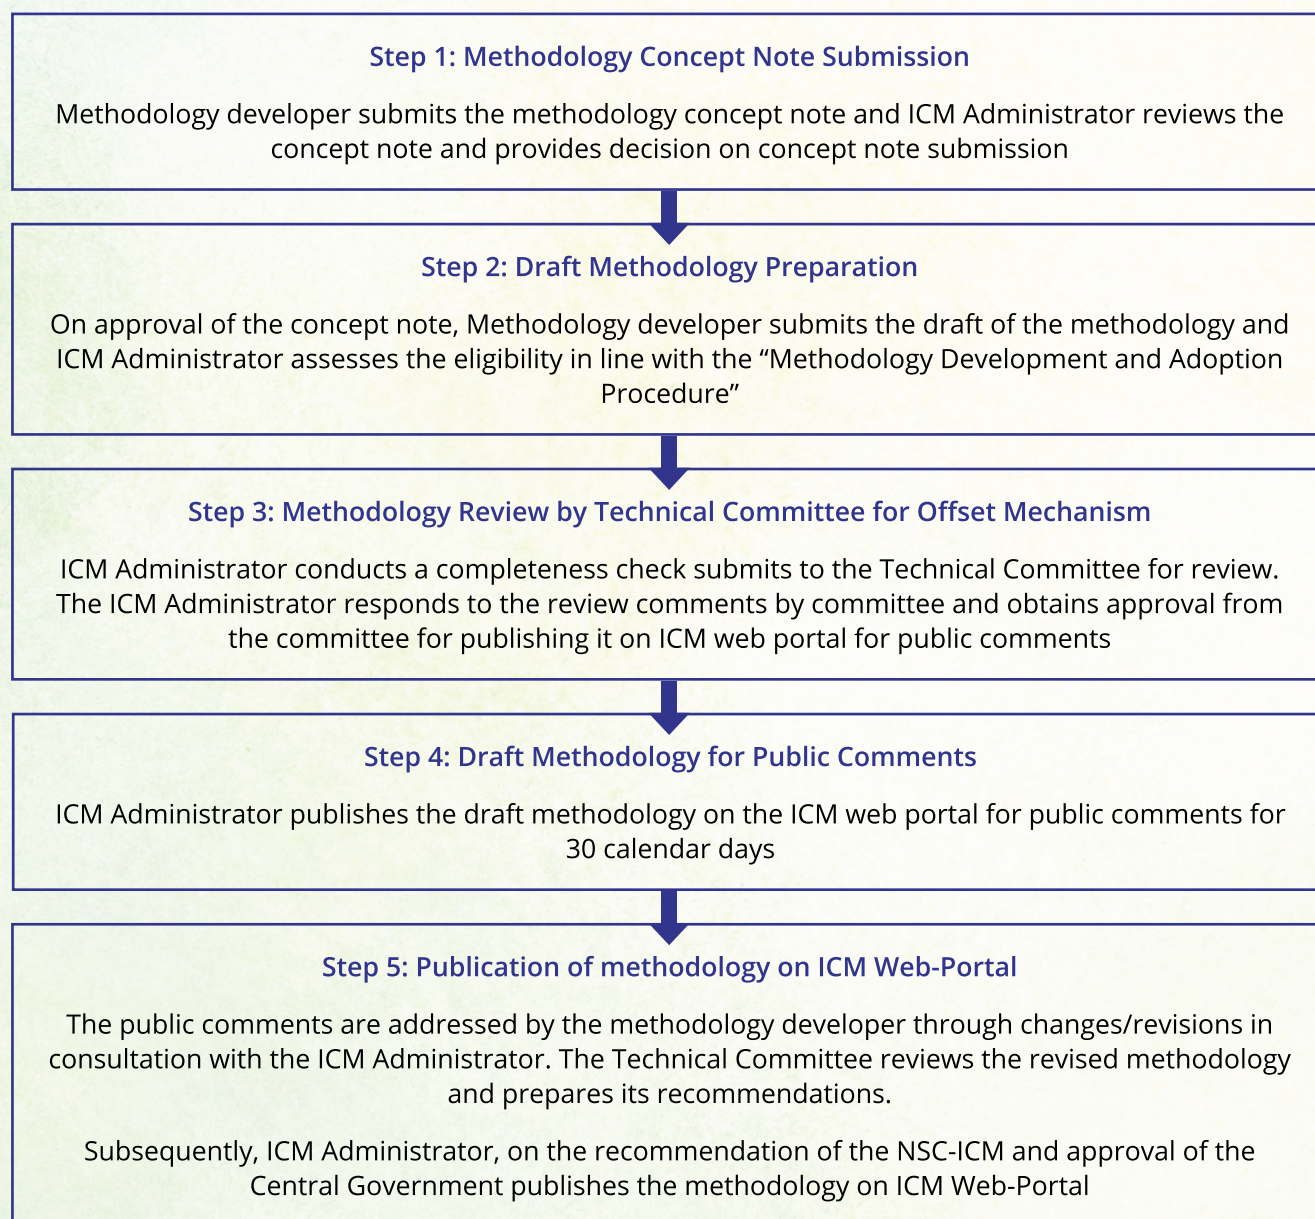 Step 1: Methodology Concept Note Submission
Methodology developer submits the methodology concept note and ICM Administrator reviews the
concept note and provides decision on concept note submission
Step 2: Draft Methodology Preparation
On approval of the concept note, Methodology developer submits the draft of the methodology and
ICM Administrator assesses the eligibility in line with the “Methodology Development and Adoption
Procedure”
Step 3: Methodology Review by Technical Committee for Offset Mechanism
ICM Administrator conducts a completeness check submits to the Technical Committee for review.
The ICM Administrator responds to the review comments by committee and obtains approval from
the committee for publishing it on ICM web portal for public comments
Step 4: Draft Methodology for Public Comments
ICM Administrator publishes the draft methodology on the ICM web portal for public comments for
30 calendar days
Step 5: Publication of methodology on ICM Web-Portal
The public comments are addressed by the methodology developer through changes/revisions in
consultation with the ICM Administrator. The Technical Committee reviews the revised methodology
and prepares its recommendations.
Subsequently, ICM Administrator, on the recommendation of the NSC-ICM and approval of the
Central Government publishes the methodology on ICM Web-Portal